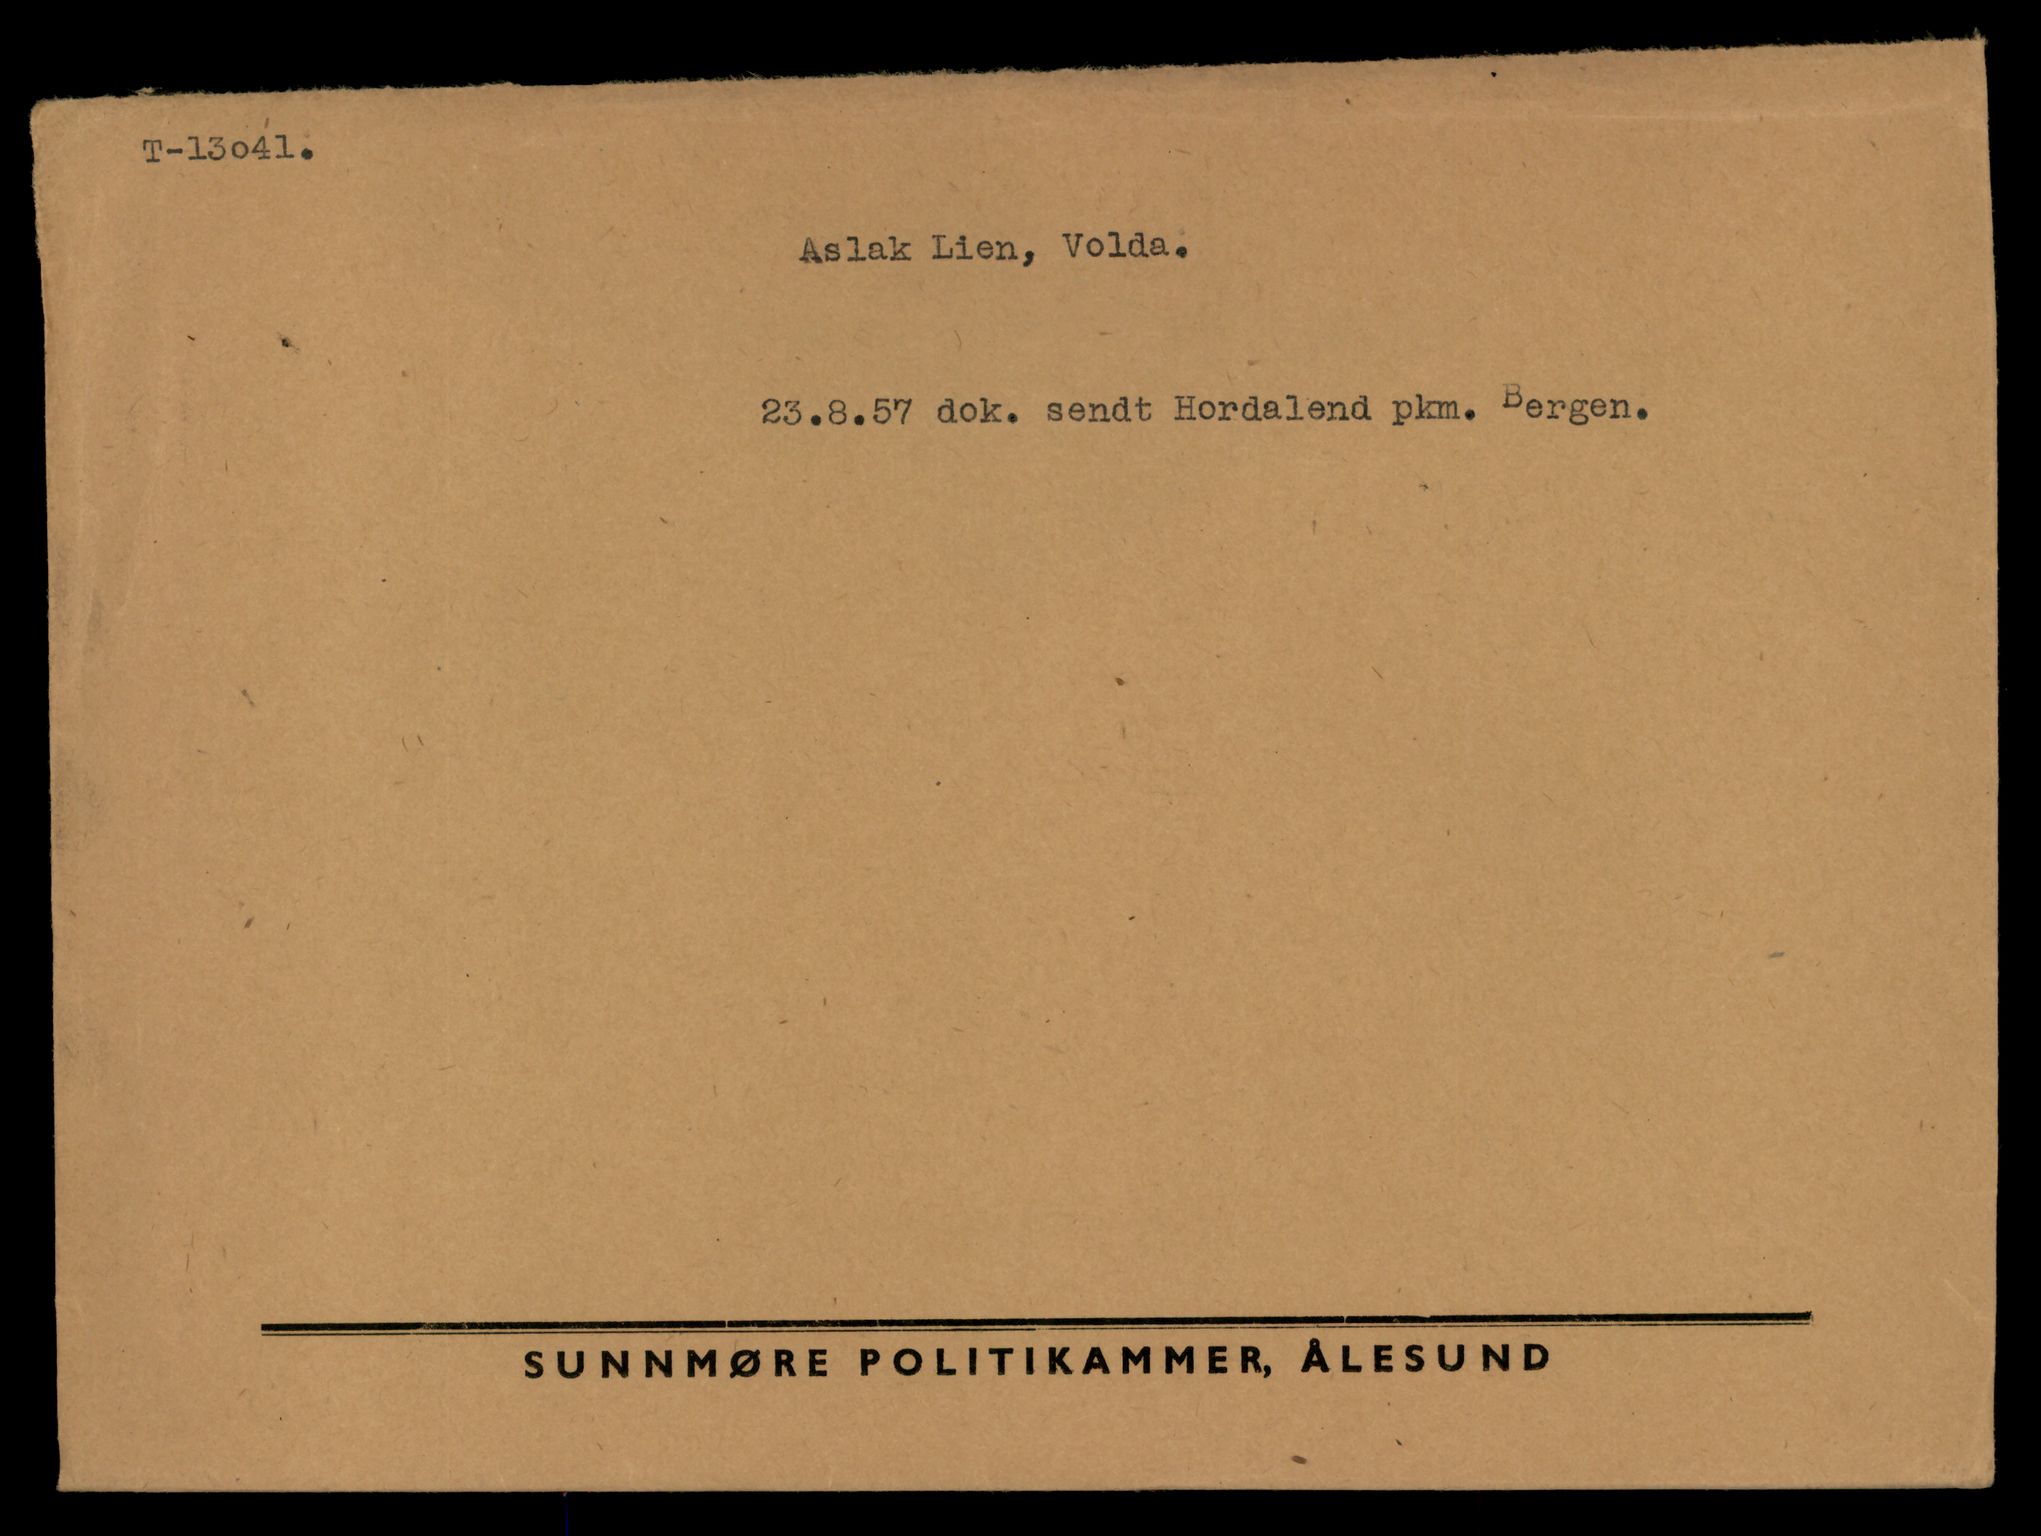 T-13o41.
Aslak Lien, Volda.
23.8.57 dok. sendt Hordalend pkm. Bergen.
SUNNMØRE POLITIKAMMER, ÅLESUND